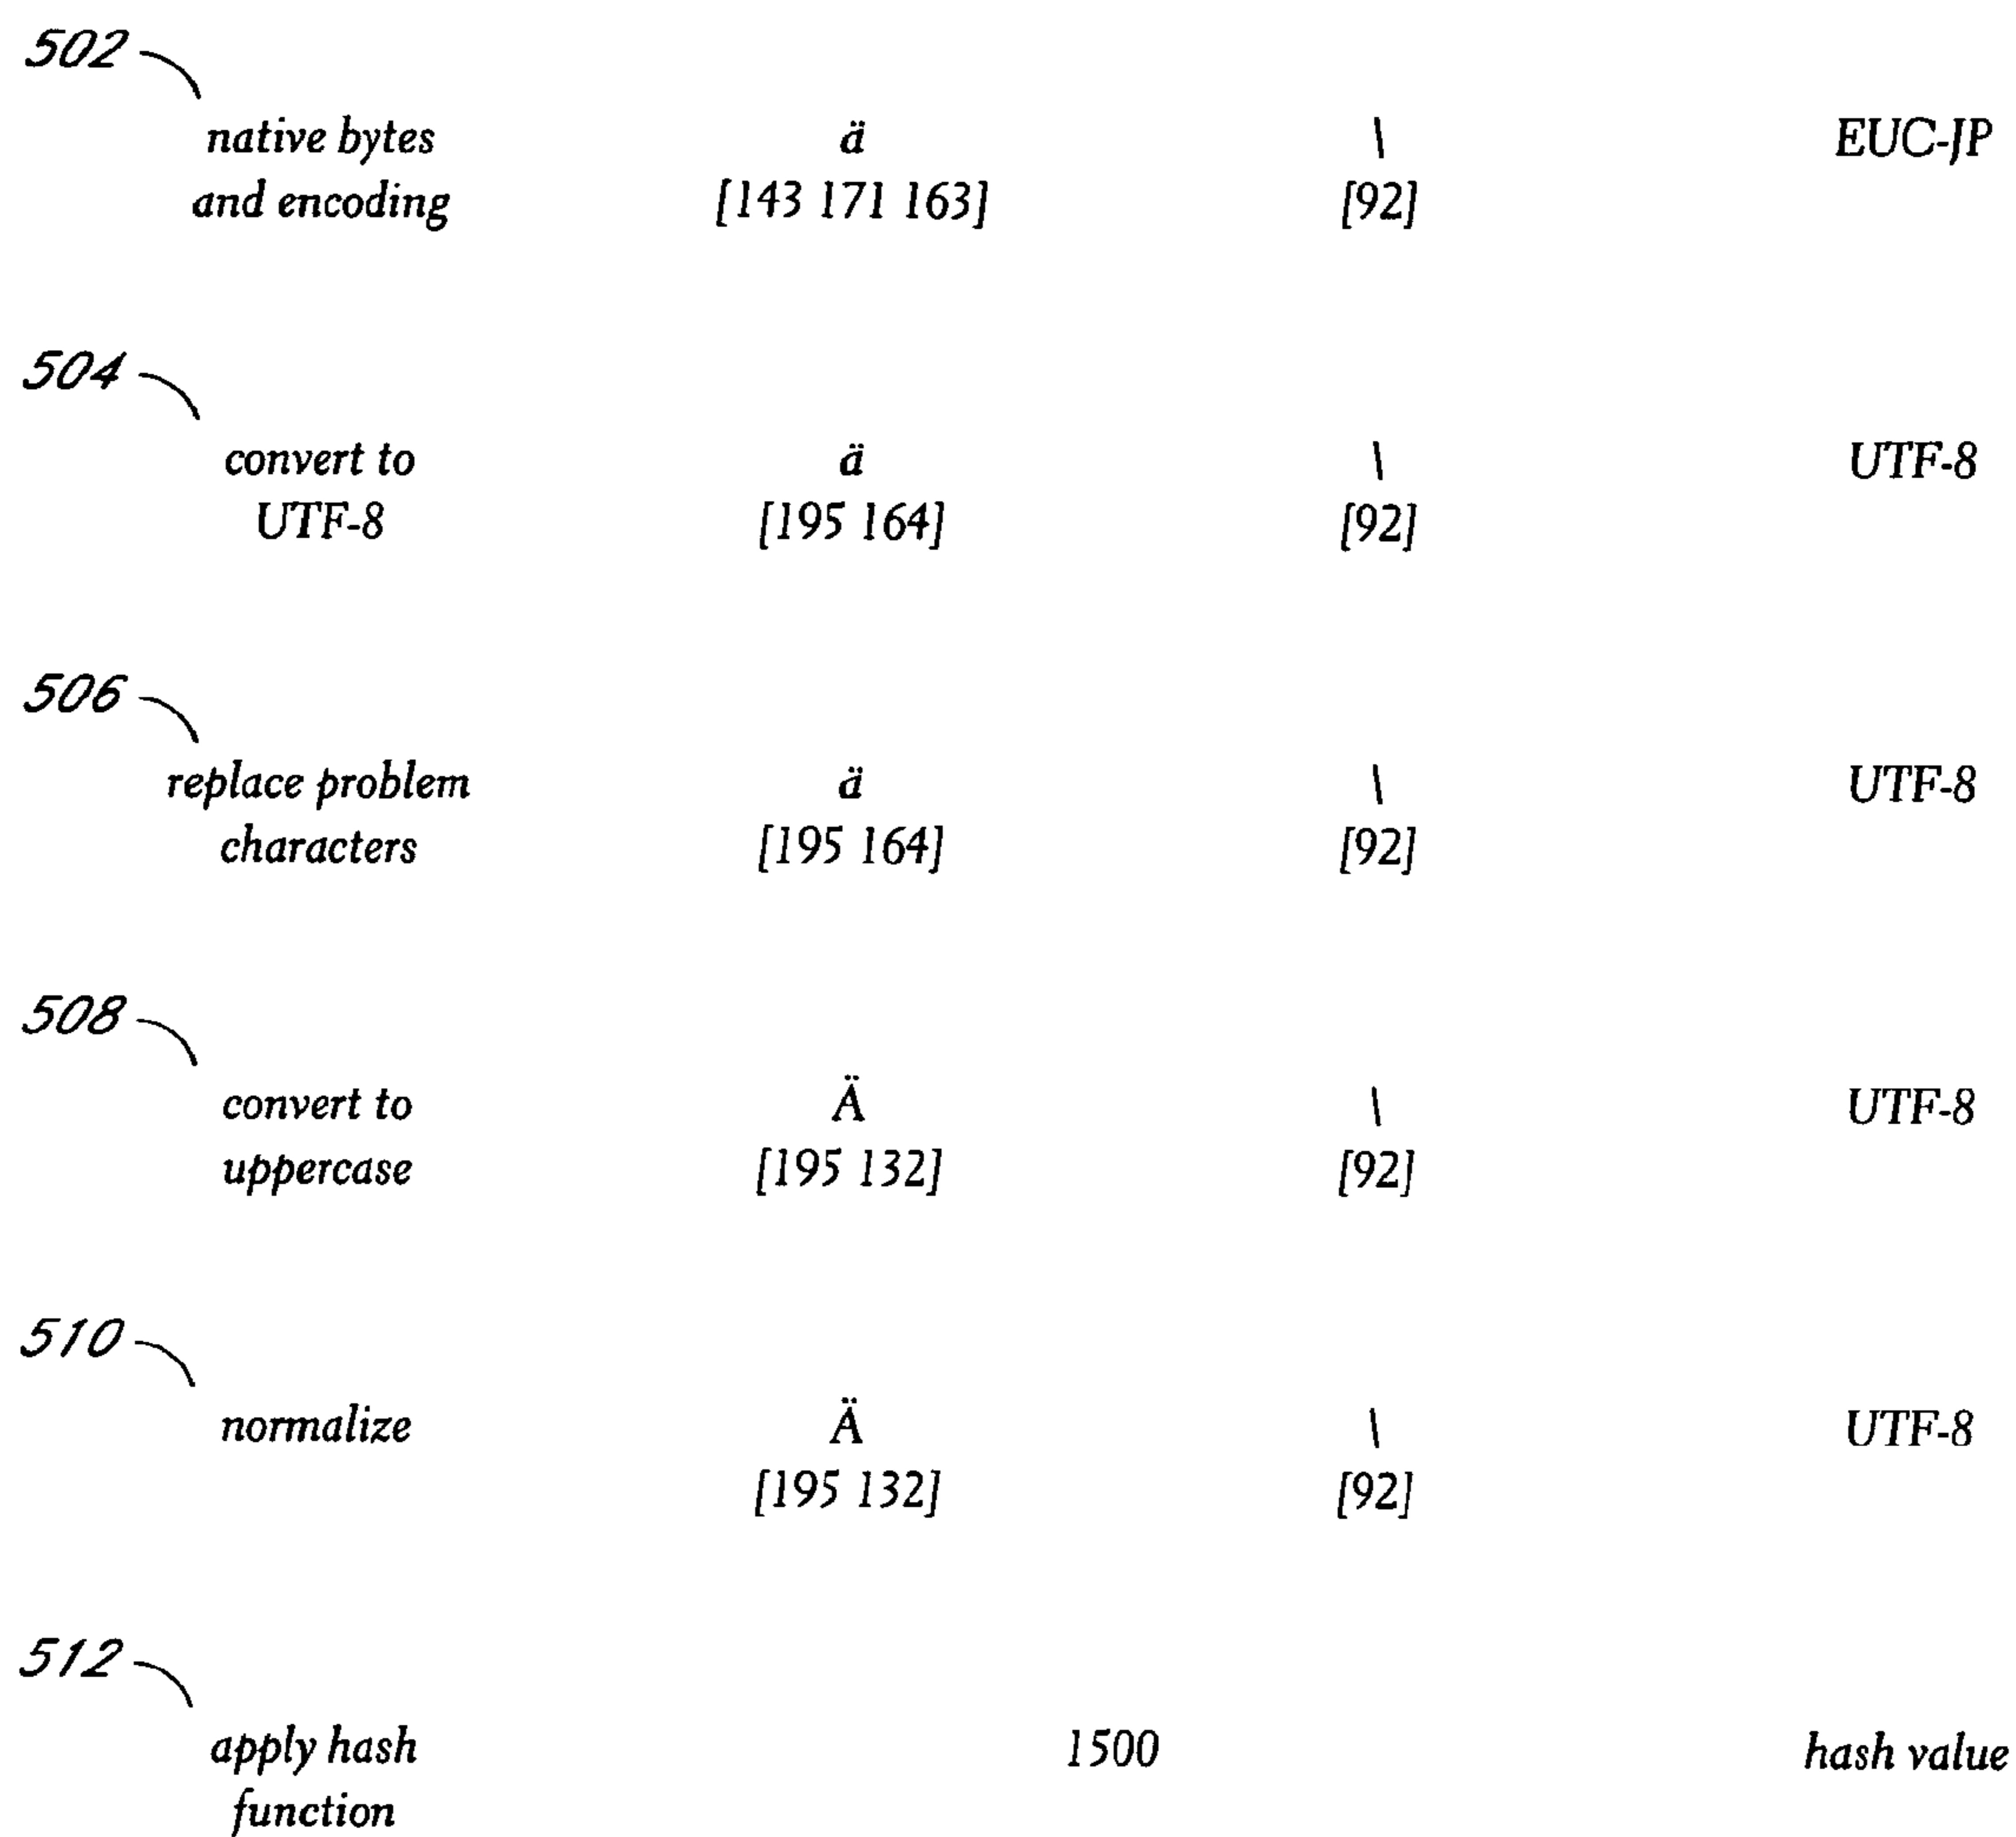 502
native bytes ä \ EUC-JP
and encoding [143 171 163] [92]
504
convert to ä \ UTF-8
UTF-8 [195 164] [92]
506
replace problem ä \ UTF-8
characters [195 164] [92]
508
convert to Ä \ UTF-8
uppercase [195 132] [92]
510
normalize Ä \ UTF-8
[195 132] [92]
512
apply hash 1500 hash value
function